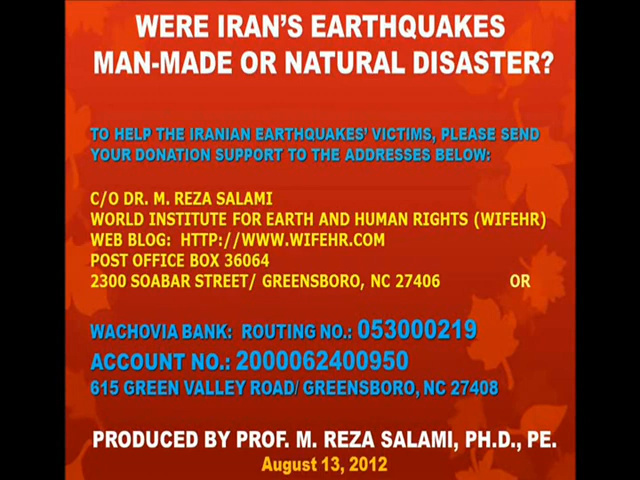 WERE IRAN'S EARTHQUAKES
MAN-MADE OR NATURAL DISASTER?
TO HELP THE IRANIAN EARTHQUAKES' VICTIMS, PLEASE SEND
YOUR DONATION SUPPORT TO THE ADDRESSES BELOW:
C/O DR. M. REZA SALAMI
WORLD INSTITUTE FOR EARTH AND HUMAN RIGHTS (WIFEHR)
WEB BLOG: HTTP://WWW.WIFEHR.COM
POST OFFICE BOX 36064
2300 SOABAR STREET/ GREENSBORO, NC 27406 OR
WACHOVIA BANK: ROUTING NO.: 053000219
ACCOUNT NO.: 2000062400950
615 GREEN VALLEY ROAD/ GREENSBORO, NC 27408
PRODUCED BY PROF. M. REZA SALAMI, PH.D., PE.
August 13, 2012